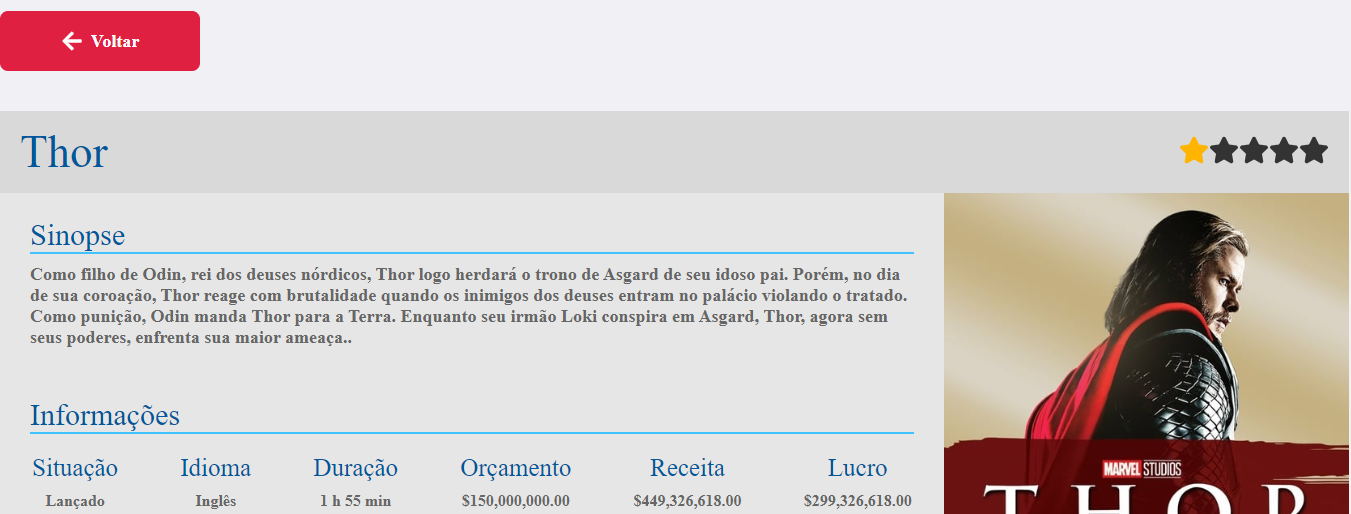 Voltar
Thor
Sinopse
Como filho de Odin, rei dos deuses nórdicos, Thor logo herdará o trono de Asgard de seu idoso pai. Porém, no dia
de sua coroação, Thor reage com brutalidade quando os inimigos dos deuses entram no palácio violando o tratado.
Como punição, Odin manda Thor para a Terra. Enquanto seu irmão Loki conspira em Asgard, Thor, agora sem
seus poderes, enfrenta sua maior ameaça..
Informações
Situação Idioma Duração Orçamento Receita Lucro
Lançado Inglês 1 h 55 min $150,000,000.00 $449,326,618.00 $299,326,618.00
MARVEL STUDIOS
THOR